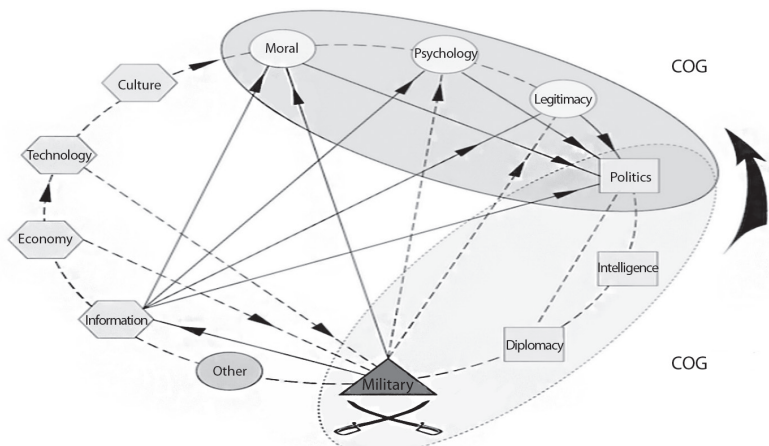 Moral
Psychology
COG
Culture
Legitimacy
Technology
Politics
Economy
Intelligence
Information
Diplomacy
Other
COG
Military